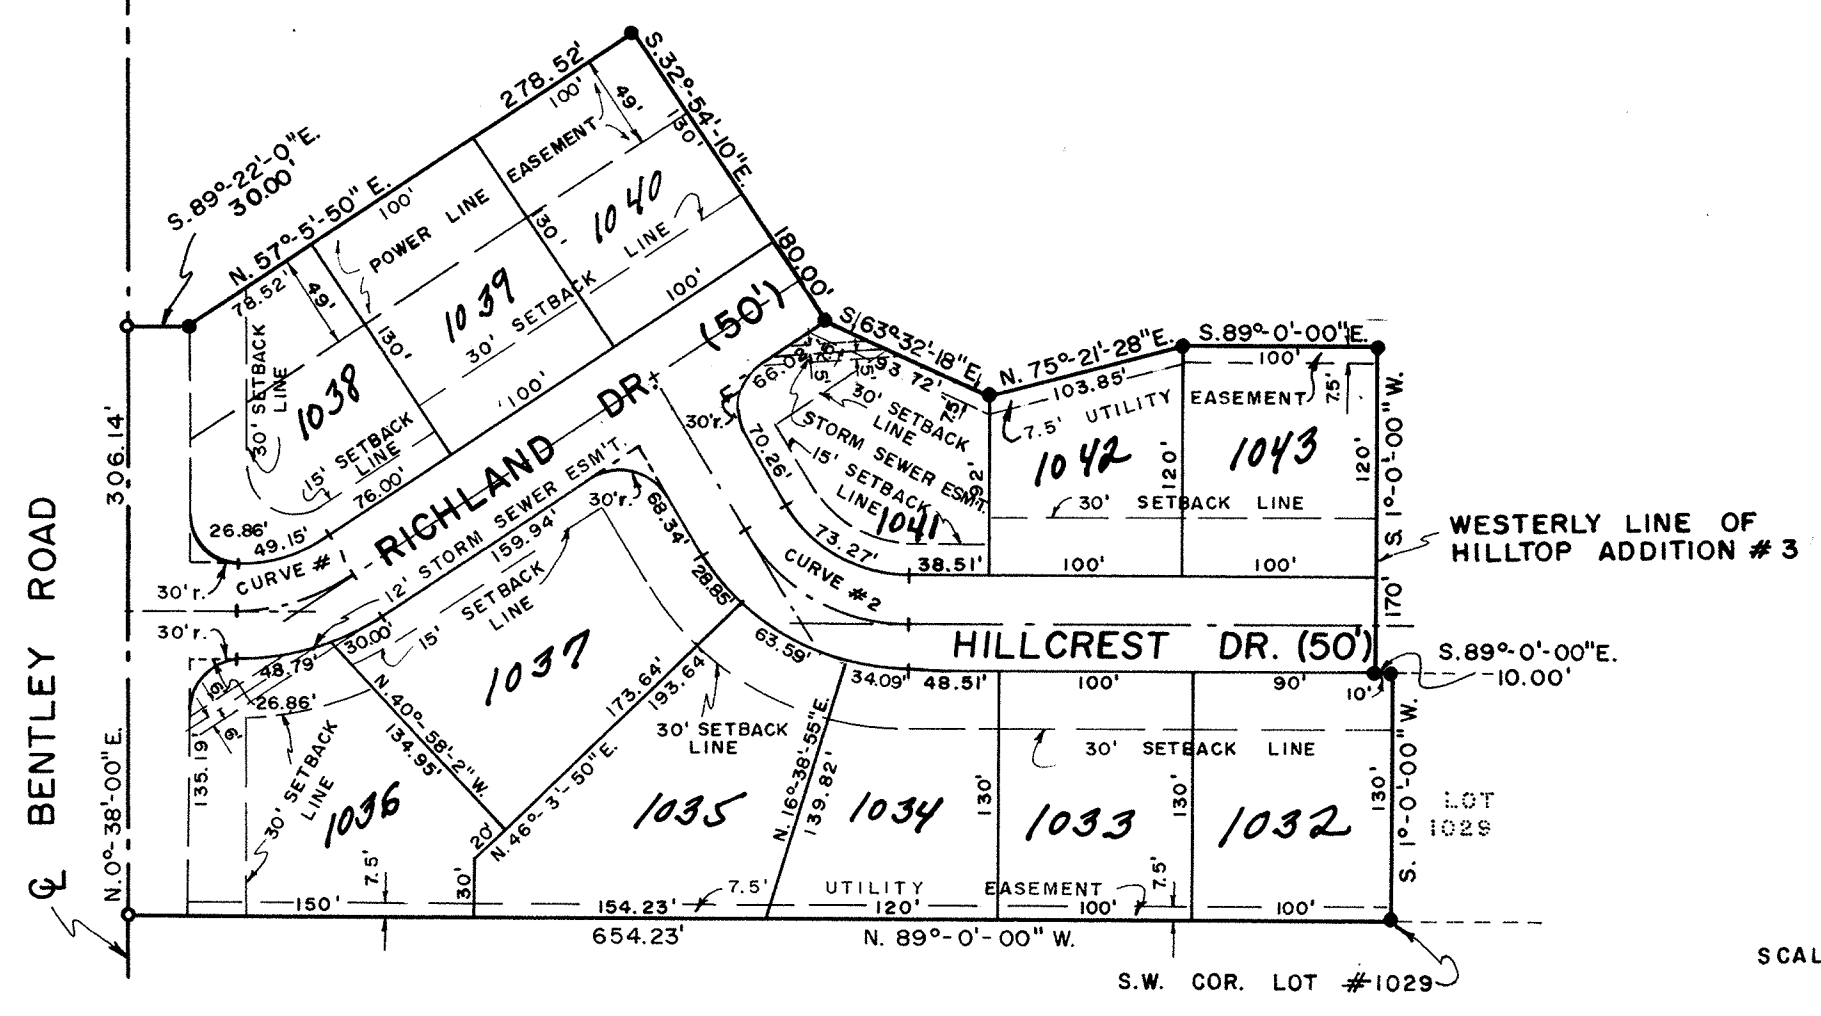 278.52'
S. 32°-54'-10"E.
100'
49'
130'
S. 89°-22'-0"E.
30.00'
N. 57°-5'-50" E.
100'
POWER LINE EASEMENT
1040
78.52'
49'
130'
130'
1039
30' SETBACK LINE
100'
180.00'
30' SETBACK
LINE
1038
15' SETBACK
LINE
76.00'
100'
RICHLAND DR. (50')
S. 63°-32'-18"E.
93.72'
N. 75°-21'-28"E.
103.85'
S. 89°-0'-00"E.
100'
7.5'
7.5' UTILITY EASEMENT
66.02'
30'r.
70.26'
30' SETBACK
LINE
STORM SEWER ESM'T.
15' SETBACK
LINE
7.5'
92'
1041
1042
1043
120'
120'
30' SETBACK LINE
S. 1°-0'-00" W.
170'
WESTERLY LINE OF
HILLTOP ADDITION #3
306.14'
26.86'
49.15'
30'r.
CURVE #1
12' STORM SEWER ESM'T.
159.94'
30'r.
68.34'
28.85'
73.27'
38.51'
100'
100'
CURVE #2
30'r.
48.79'
30.00'
15' SETBACK
LINE
1037
63.59'
HILLCREST DR. (50')
S. 89°-0'-00"E.
10.00'
34.09'
48.51'
100'
90'
10'
26.86'
N. 40°-58'-2" W.
134.95'
173.64'
193.64'
30' SETBACK
LINE
30' SETBACK LINE
135.19'
30' SETBACK
LINE
1036
20'
N. 46°-3'-50"E.
1035
N. 16°-38'-55"E.
139.82'
1034
130'
1033
130'
1032
130'
S. 1°-0'-00" W.
LOT
1029
BENTLEY ROAD
N. 0°-38'-00"E.
7.5'
30'
150'
154.23'
7.5' UTILITY EASEMENT
7.5'
120'
100'
100'
654.23'
N. 89°-0'-00" W.
S.W. COR. LOT #1029
SCAL